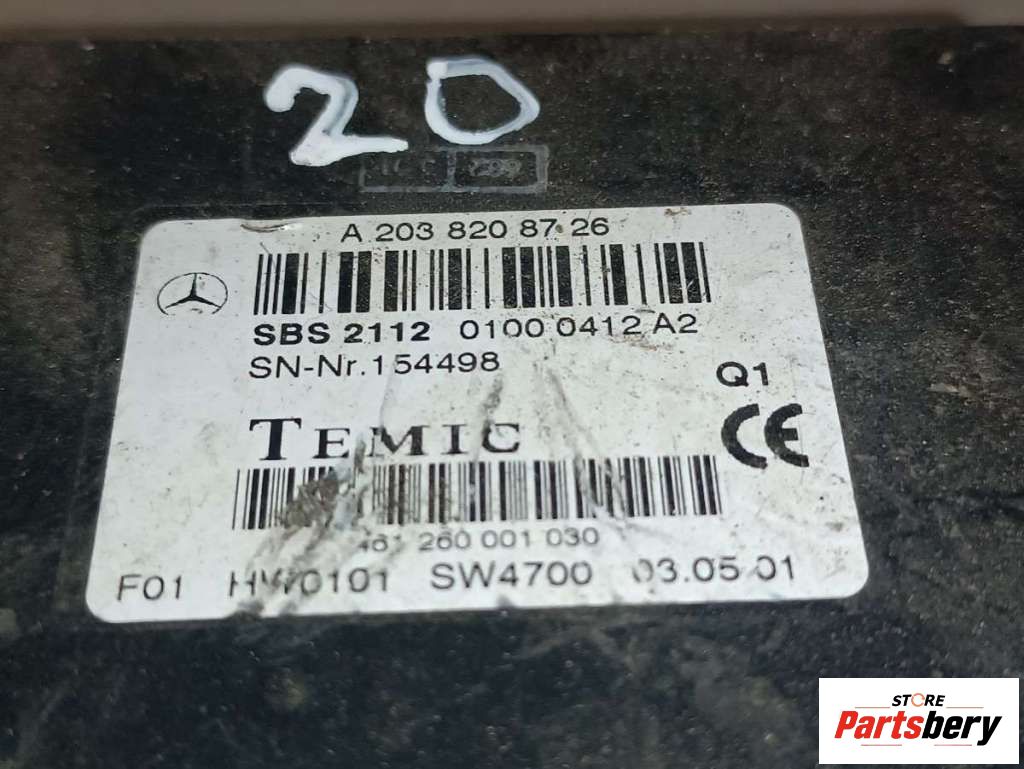 20
A 203 820 87 26
SBS 2112 0100 0412 A2
SN-Nr.154498
Q1
TEMIC
CE
260 001 030
F01 HW0101 SW4700 03.05.01
STORE
Partsbery